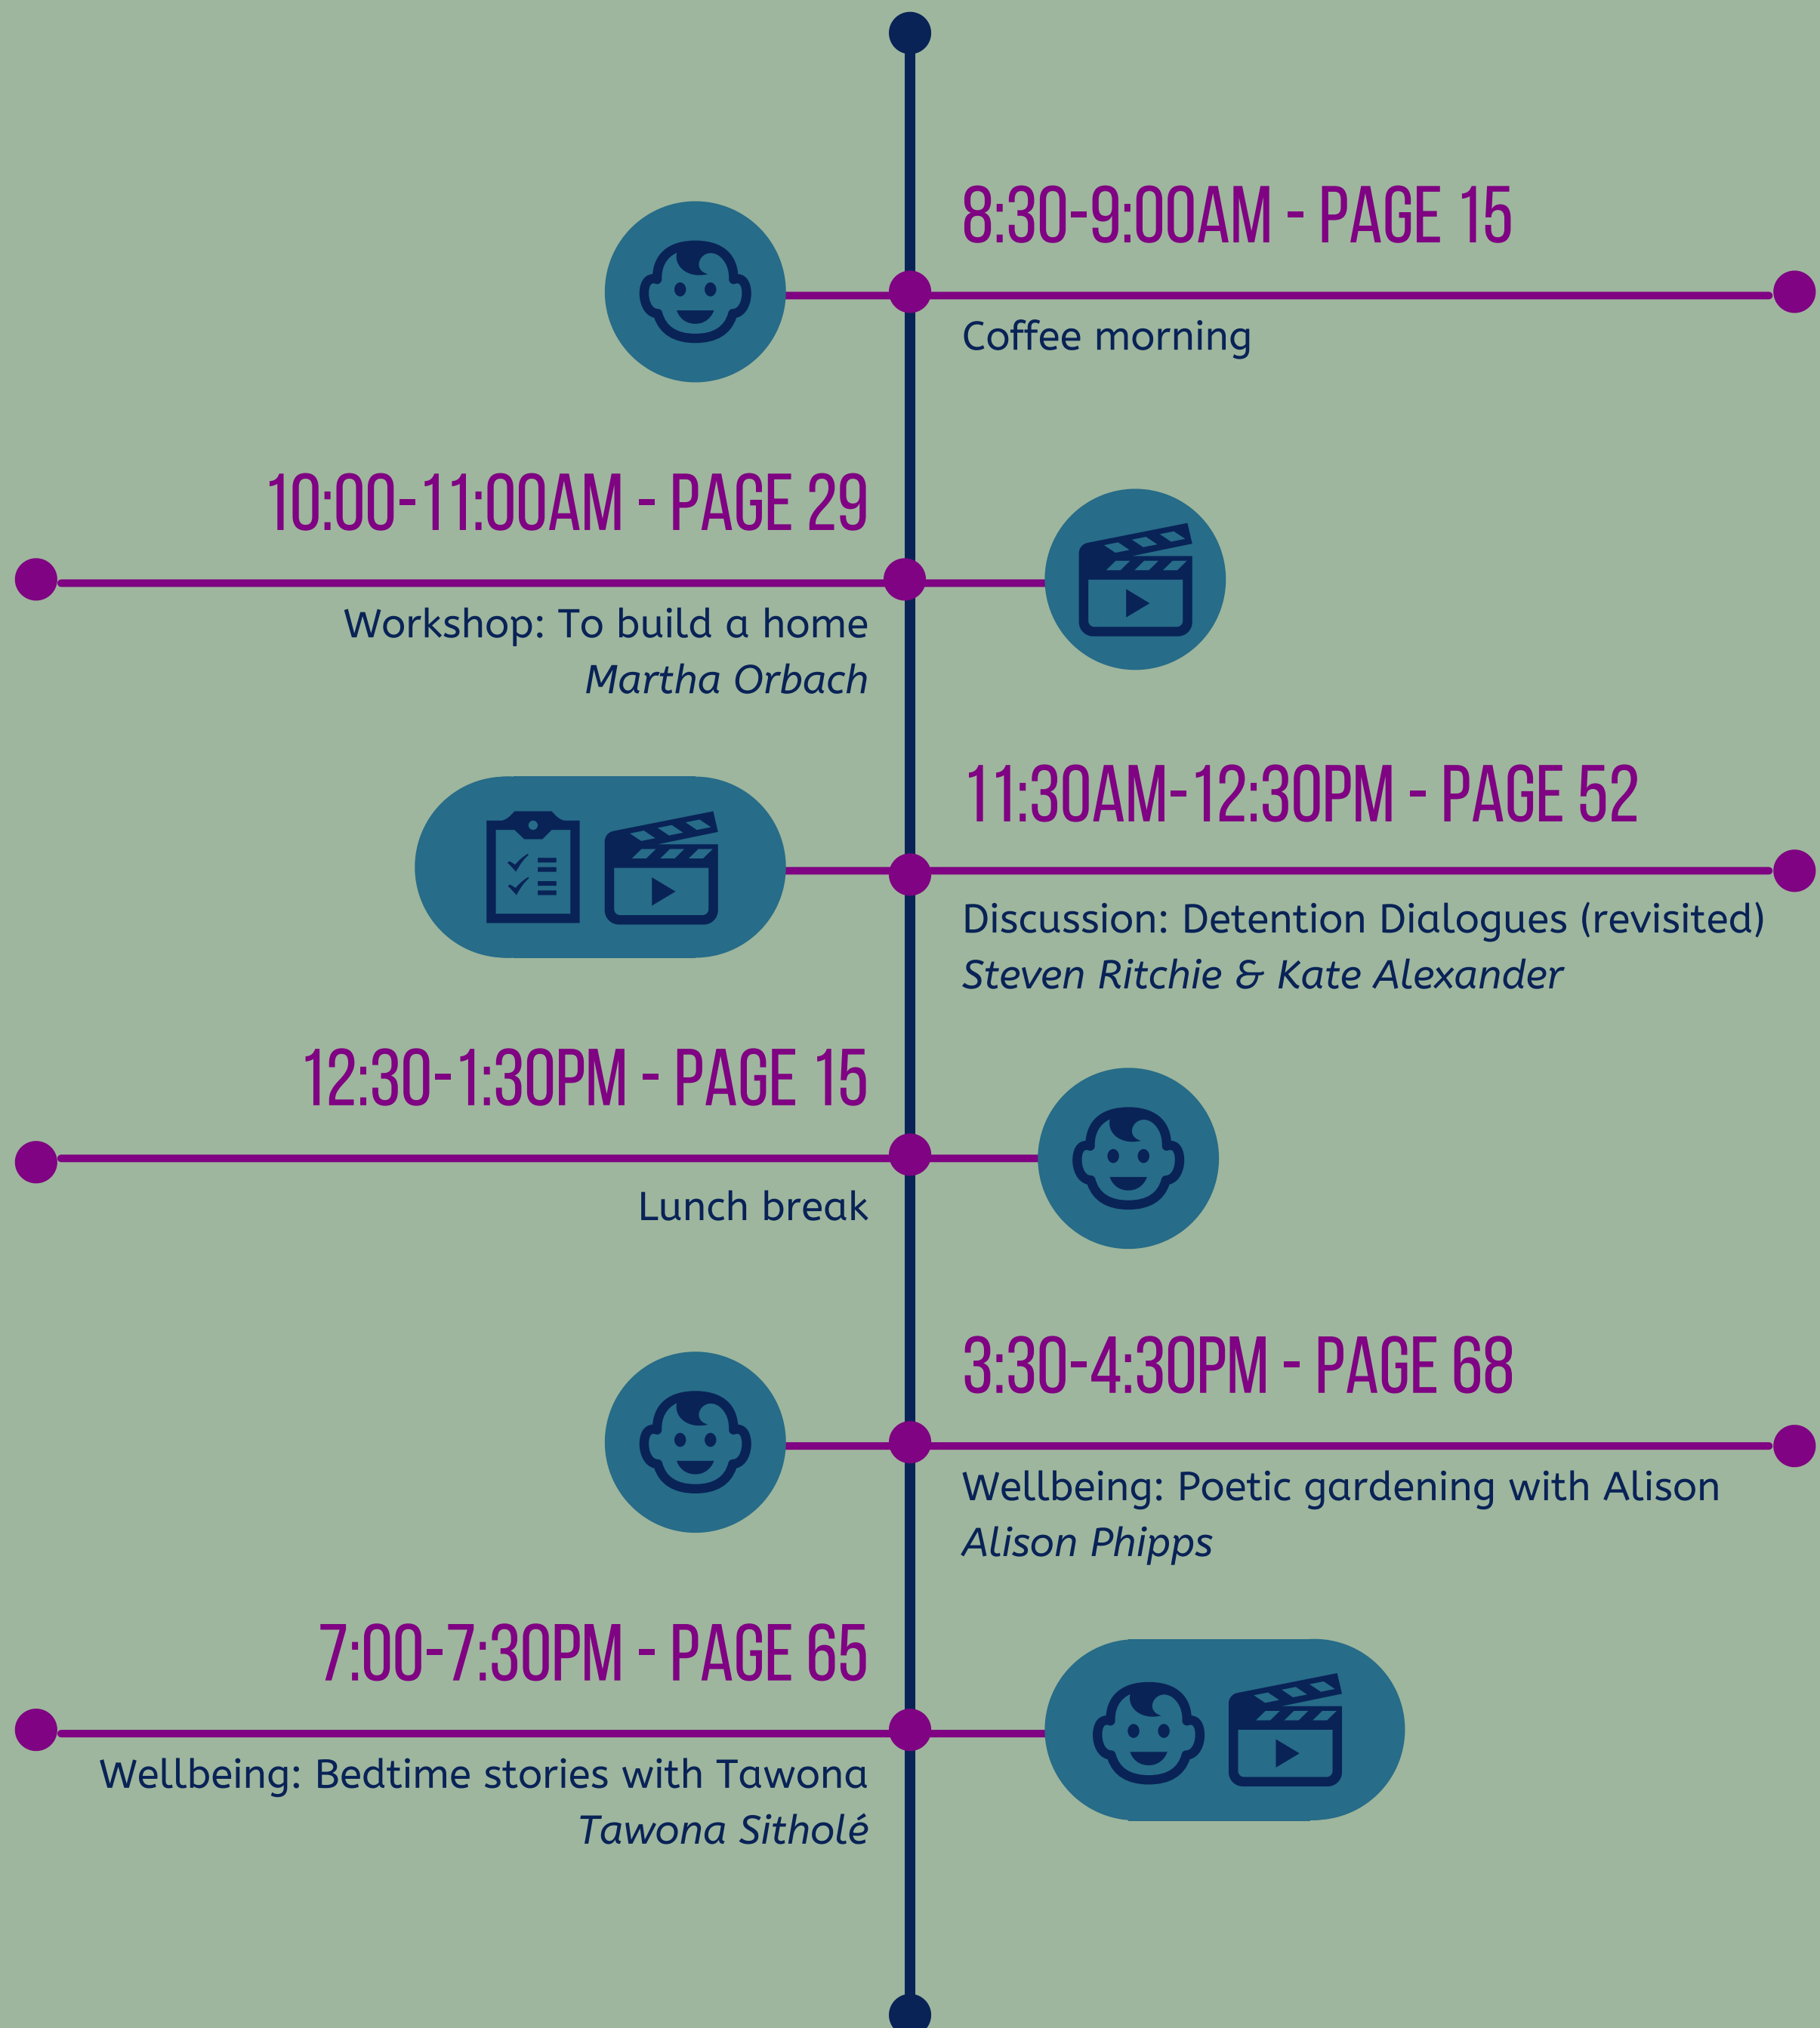 8:30-9:00AM - PAGE 15
Coffee morning
10:00-11:00AM - PAGE 29
Workshop: To build a home
Martha Orbach
11:30AM-12:30PM - PAGE 52
Discussion: Detention Dialogues (revisited)
Steven Ritchie & Kate Alexander
12:30-1:30PM - PAGE 15
Lunch break
3:30-4:30PM - PAGE 68
Wellbeing: Poetic gardening with Alison
Alison Phipps
7:00-7:30PM - PAGE 65
Wellbeing: Bedtime stories with Tawona
Tawona Sitholé